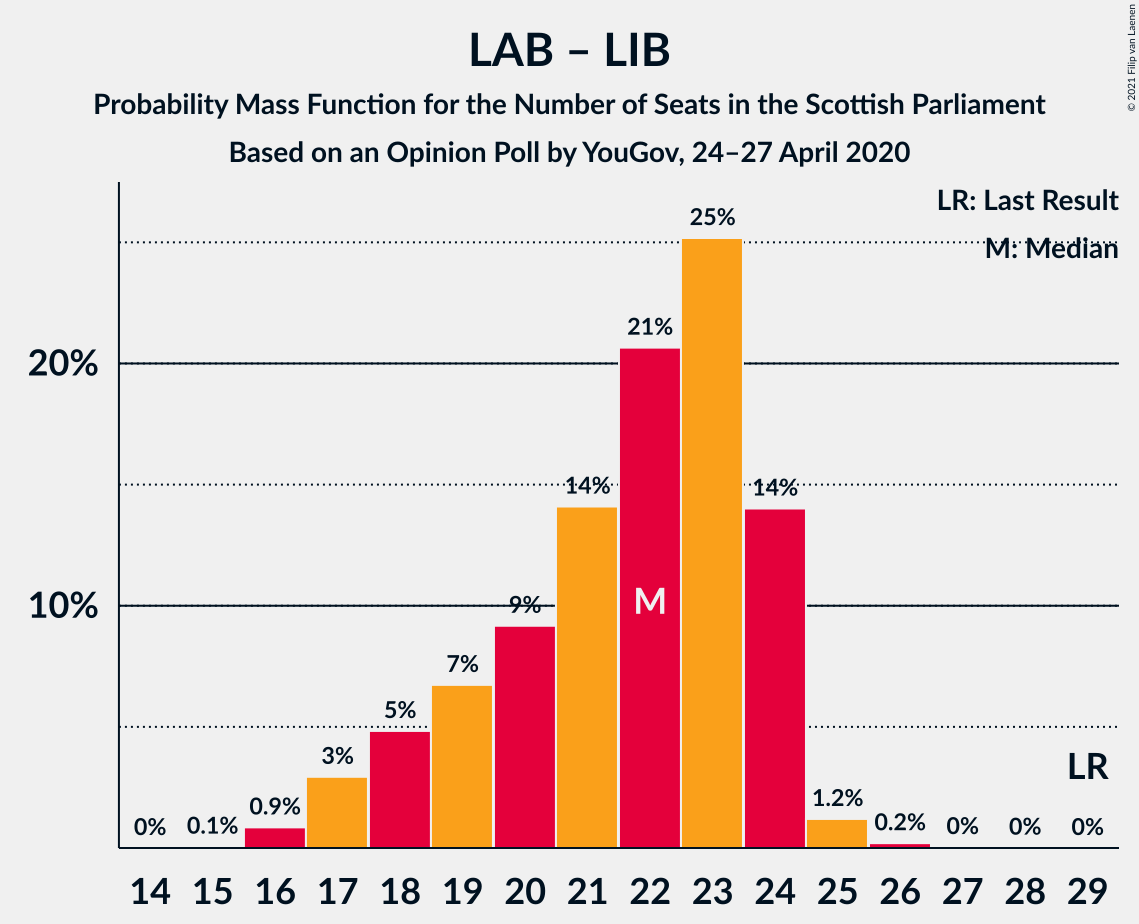 LAB – LIB
Probability Mass Function for the Number of Seats in the Scottish Parliament
Based on an Opinion Poll by YouGov, 24–27 April 2020
© 2021 Filip van Laenen
LR: Last Result
M: Median
25%
21%
20%
14%
14%
10%
9%
M
7%
5%
3%
LR
1.2%
0.9%
0.2%
0%
0.1%
0%
0%
0%
14 15 16 17 18 19 20 21 22 23 24 25 26 27 28 29